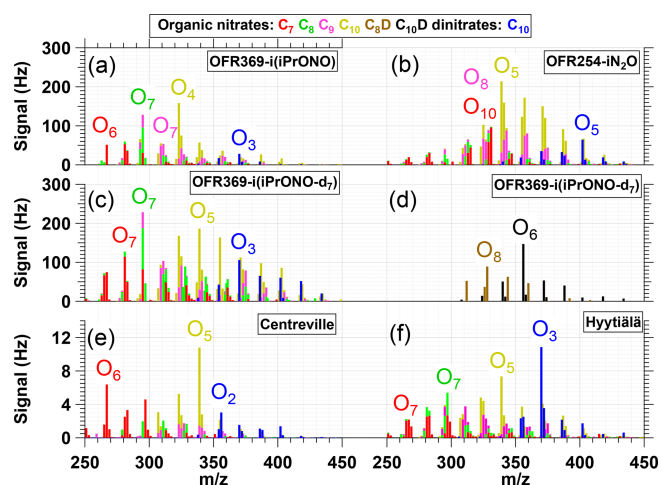 Organic nitrates: C7 C8 C9 C10 C8D C10D dinitrates: C10
(a) OFR369-i(iPrONO)
O6 O7 O7 O4 O3
Signal (Hz)
300
200
100
0
(b) OFR254-iN2O
O8 O10 O5 O5
(c) OFR369-i(iPrONO-d7)
O7 O7 O5 O3
Signal (Hz)
300
200
100
0
(d) OFR369-i(iPrONO-d7)
O8 O6
(e) Centreville
O6 O5 O2
Signal (Hz)
12
8
4
0
250 300 350 400 450
m/z
(f) Hyytiälä
O7 O7 O5 O3
250 300 350 400 450
m/z